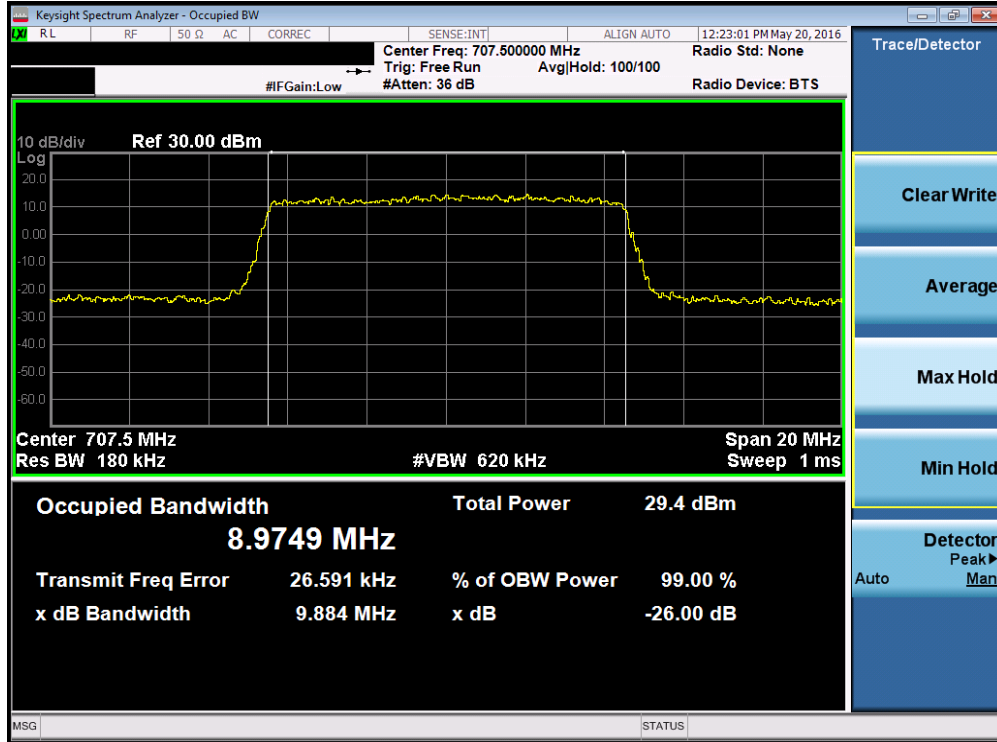 Keysight Spectrum Analyzer - Occupied BW
LXI RL RF 50 Ω AC CORREC SENSE:INT ALIGN AUTO 12:23:01 PM May 20, 2016
Center Freq: 707.500000 MHz Radio Std: None
Trig: Free Run Avg|Hold: 100/100
#IFGain:Low #Atten: 36 dB Radio Device: BTS
Trace/Detector
10 dB/div Ref 30.00 dBm
Log
20.0
10.0
0.00
-10.0
-20.0
-30.0
-40.0
-50.0
-60.0
Center 707.5 MHz Span 20 MHz
Res BW 180 kHz #VBW 620 kHz Sweep 1 ms
Occupied Bandwidth Total Power 29.4 dBm
8.9749 MHz
Transmit Freq Error 26.591 kHz % of OBW Power 99.00 %
x dB Bandwidth 9.884 MHz x dB -26.00 dB
Clear Write
Average
Max Hold
Min Hold
Detector
Peak▶
Auto Man
MSG STATUS